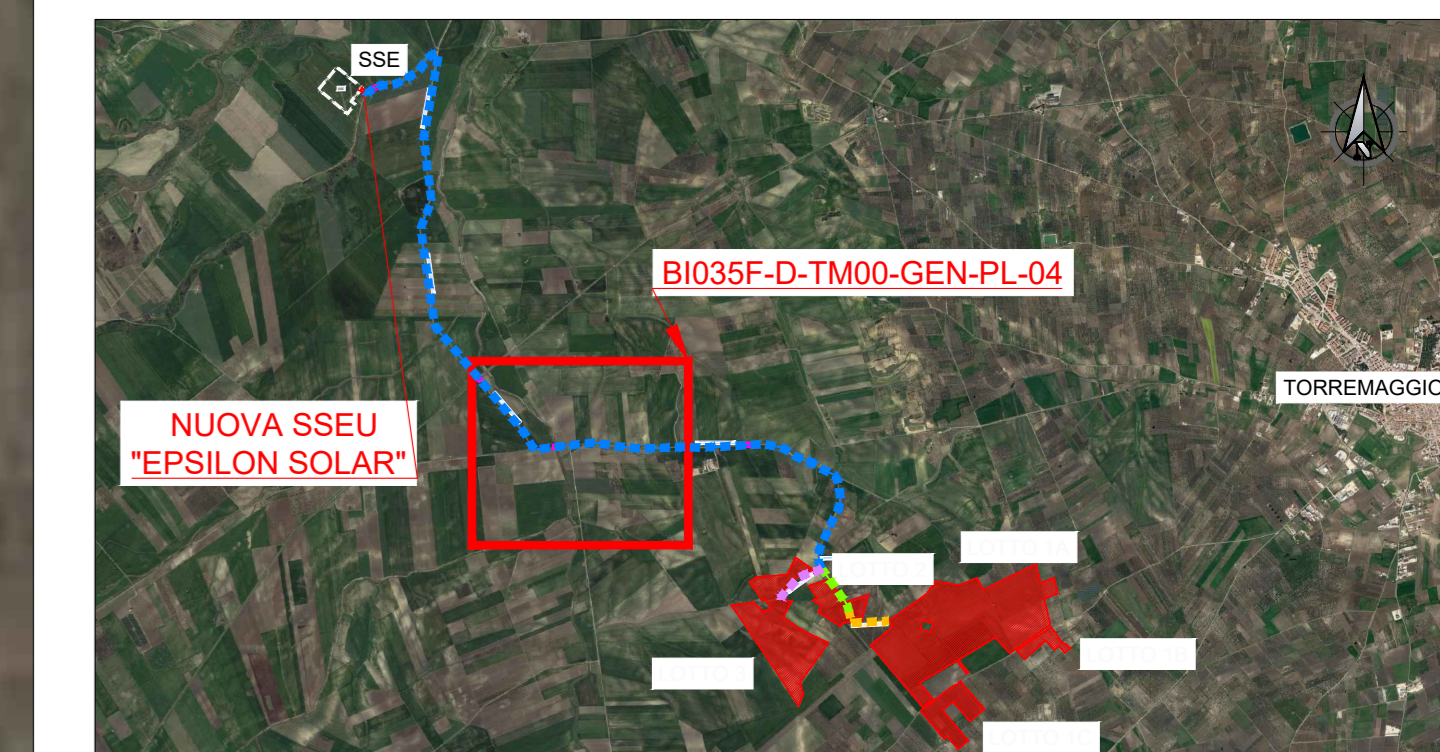 SSE
BI035F-D-TM00-GEN-PL-04
TORREMAGGIO
NUOVA SSEU
"EPSILON SOLAR"
LOTTO 1A
LOTTO 2
LOTTO 1B
LOTTO 3
LOTTO 1C